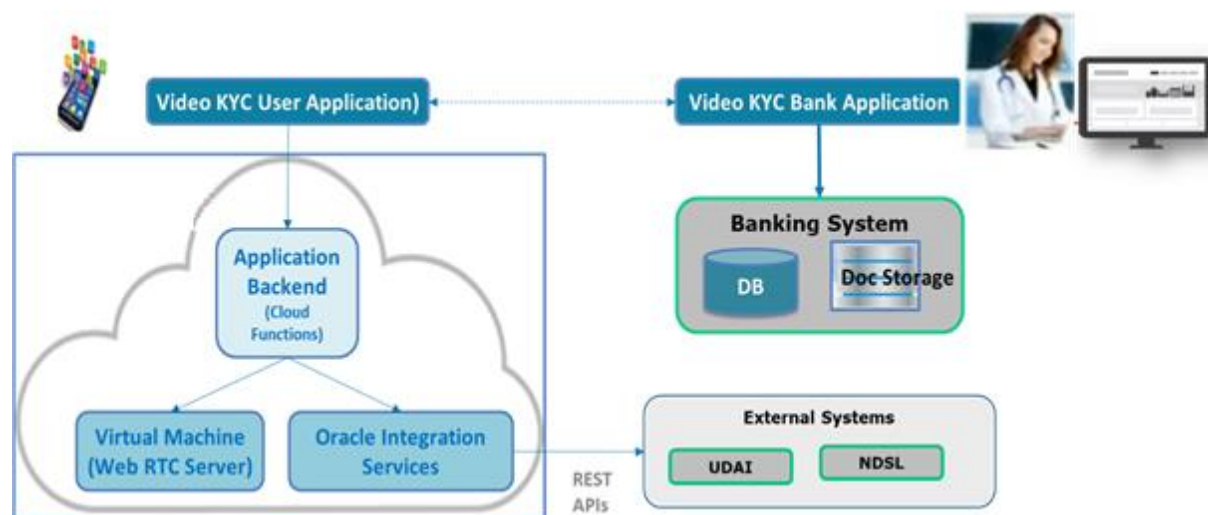 Video KYC User Application)
Video KYC Bank Application
Application
Backend
(Cloud
Functions)
Virtual Machine
(Web RTC Server)
Oracle Integration
Services
REST
APIs
Banking System
DB
Doc Storage
External Systems
UDAI
NDSL